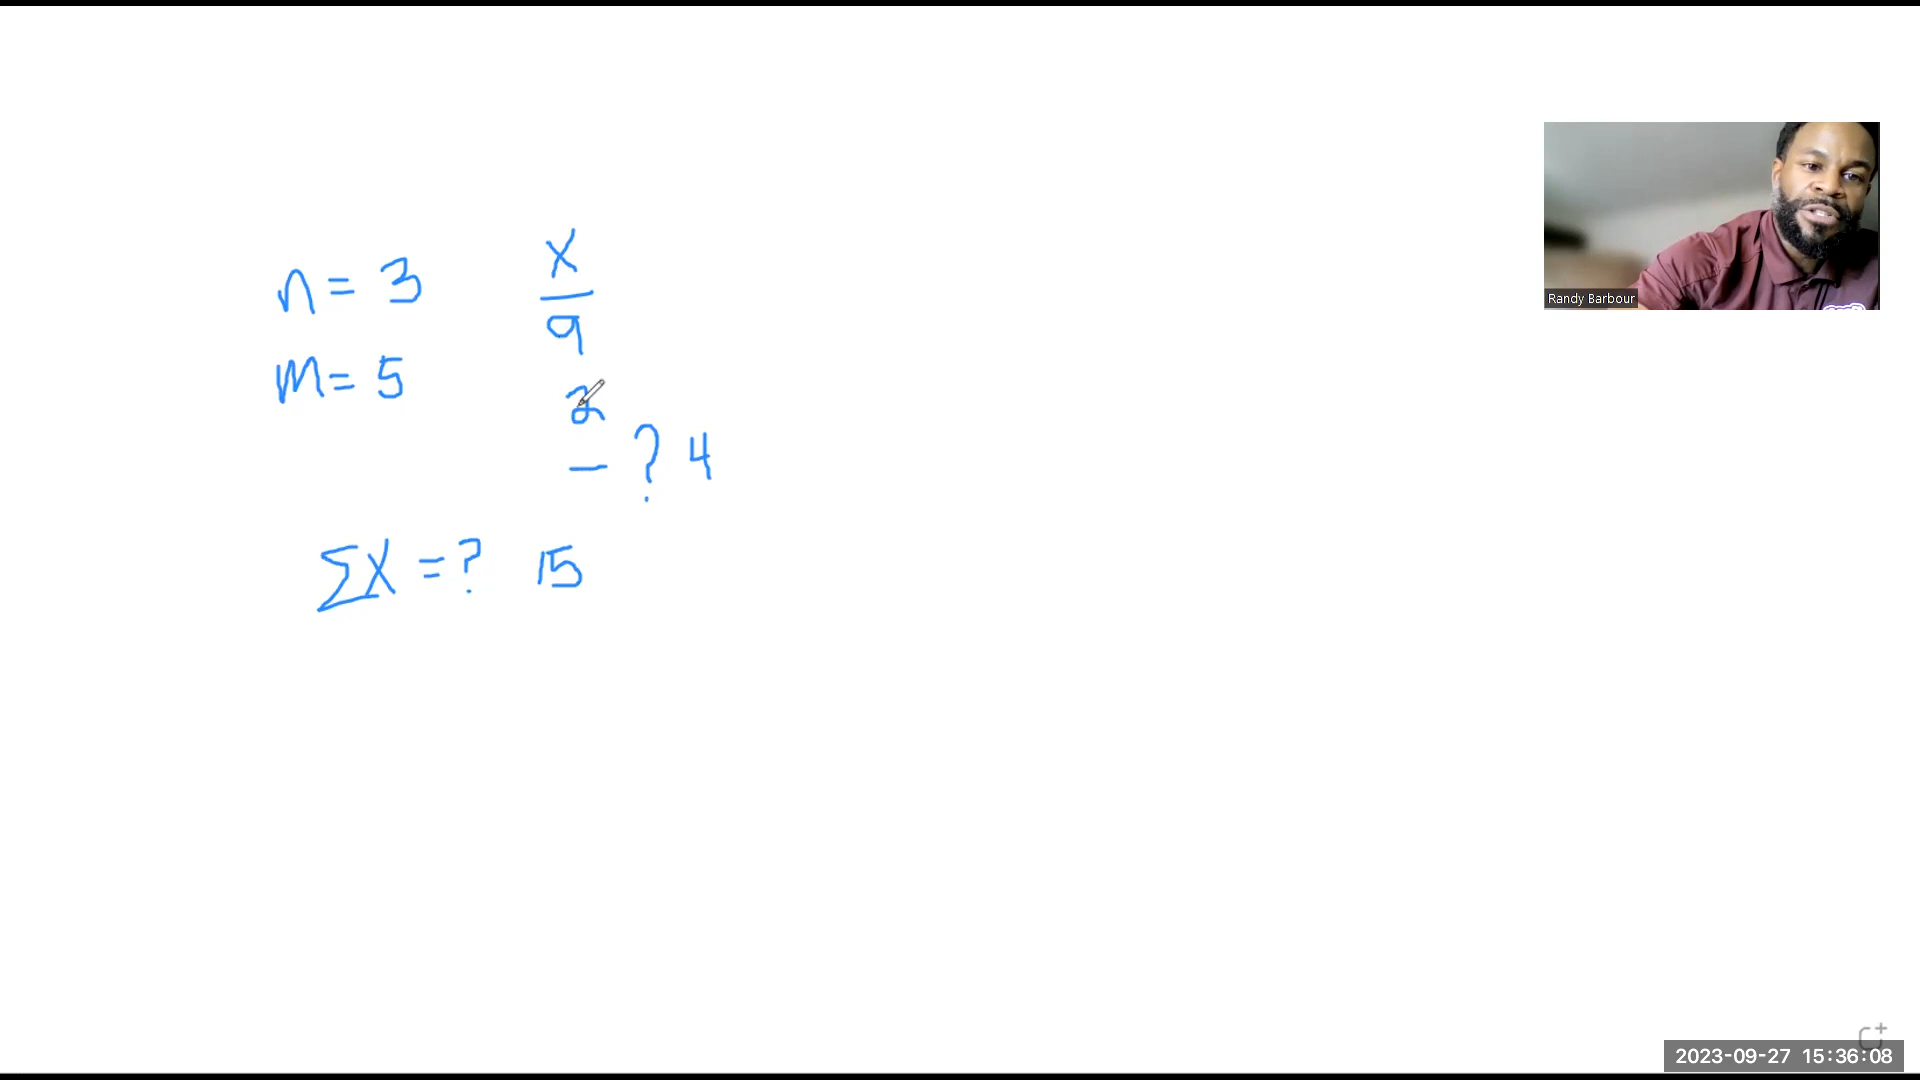 n = 3
x
9
m = 5
2
— ? 4
ΣX = ? 15
Randy Barbour
2023-09-27 15:36:08